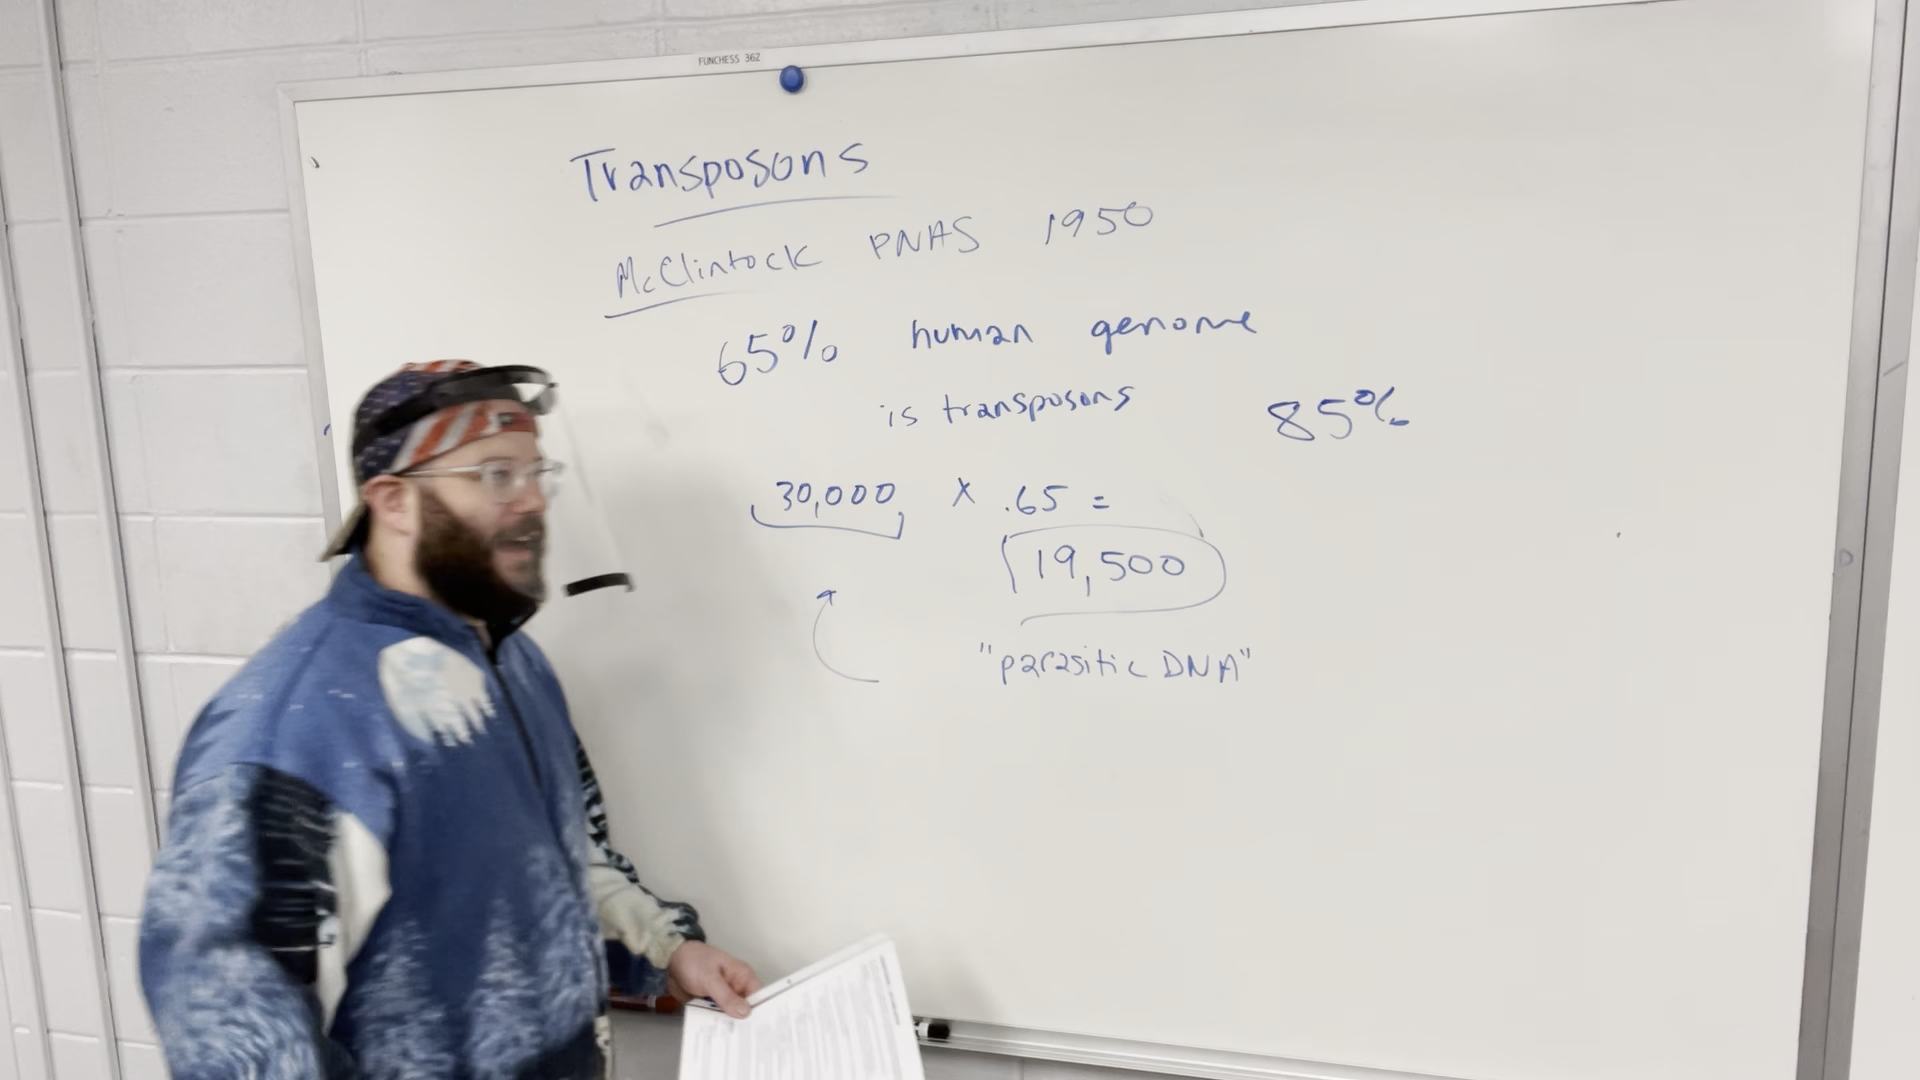 FUNCHESS 362
Transposons
McClintock PNAS 1950
65% human genome
is transposons 85%
30,000 x .65 =
19,500
"parasitic DNA"